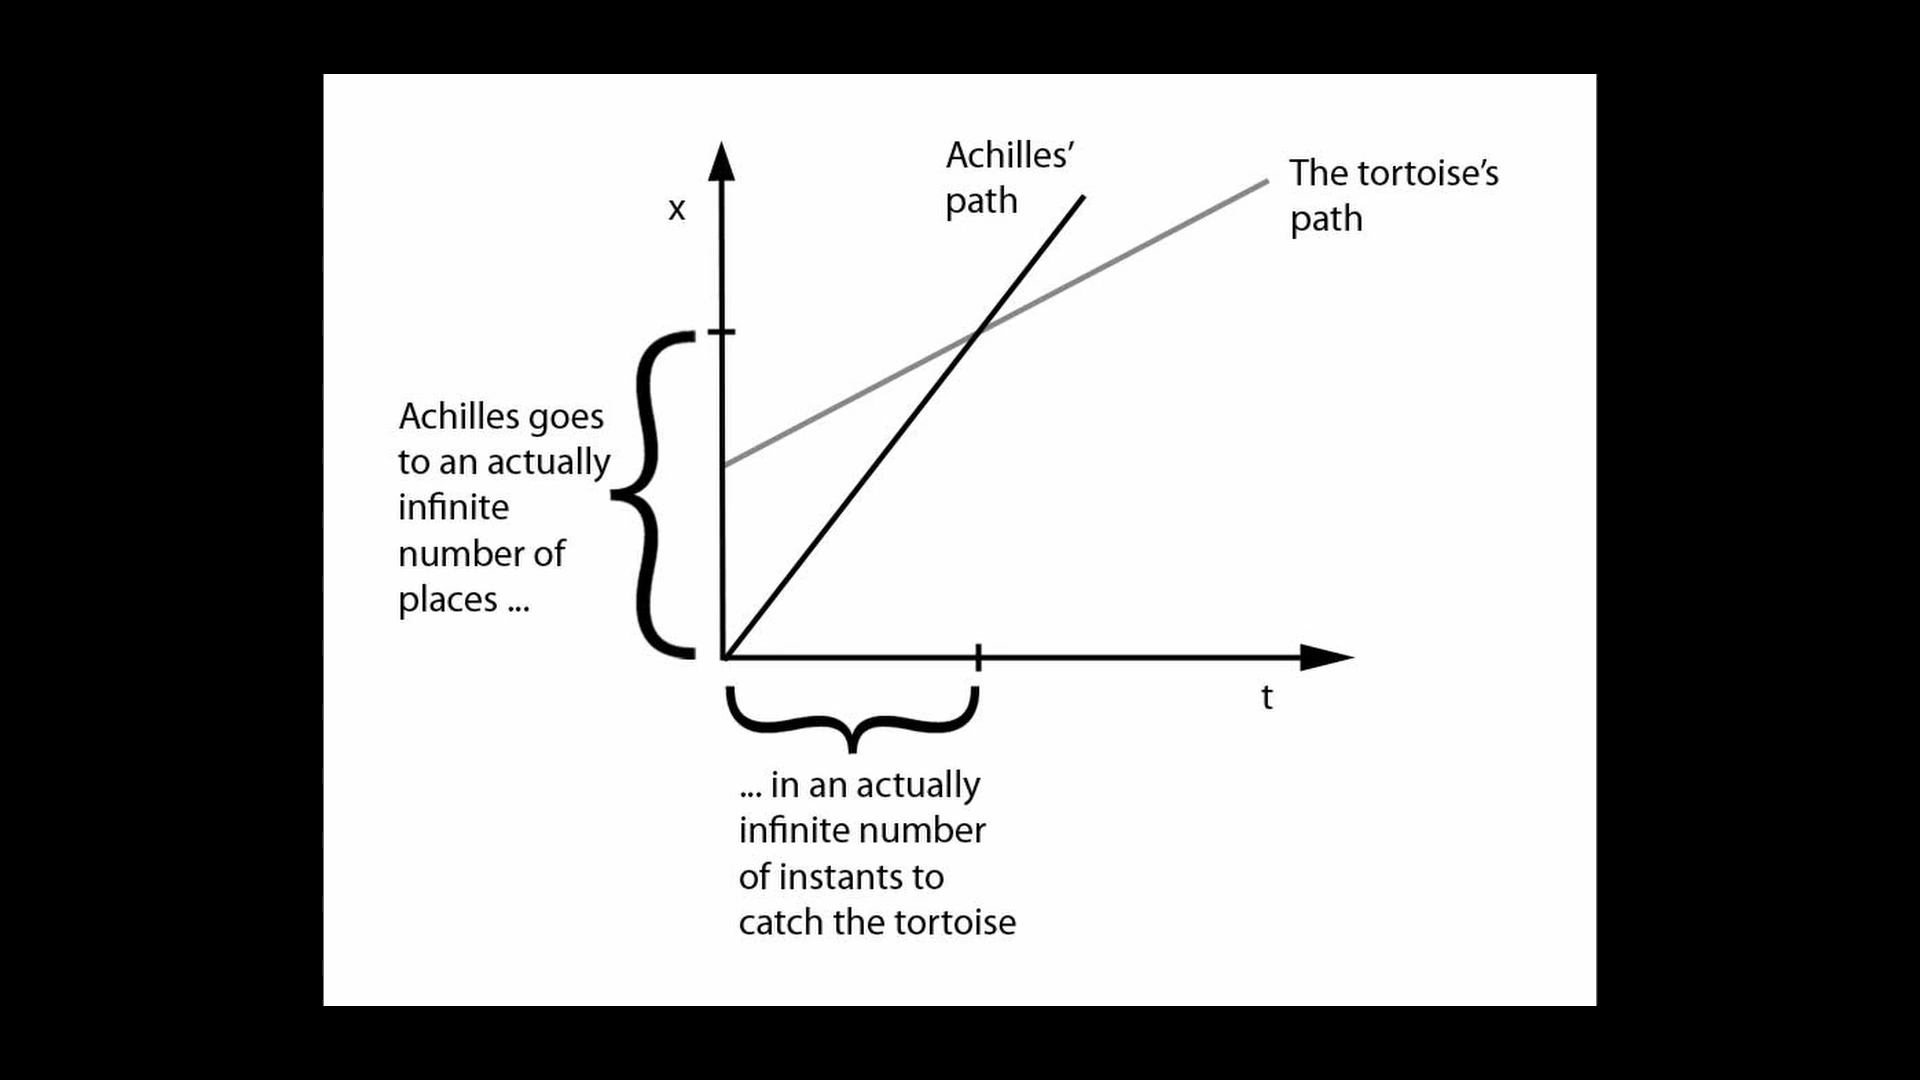 Achilles’
path
The tortoise’s
path
x
Achilles goes
to an actually
infinite
number of
places ...
t
... in an actually
infinite number
of instants to
catch the tortoise